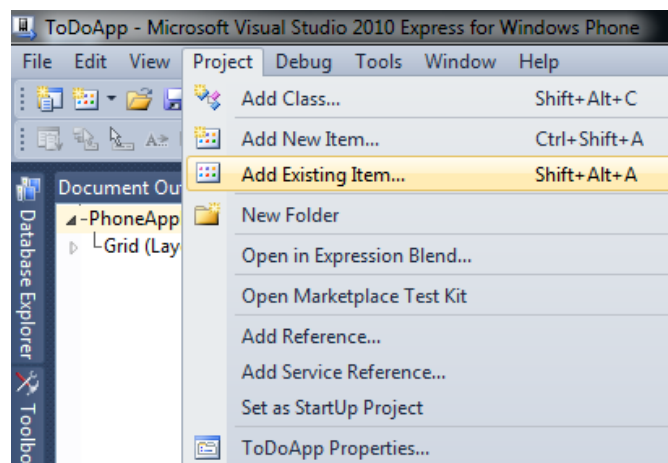 ToDoApp - Microsoft Visual Studio 2010 Express for Windows Phone
File Edit View Project Debug Tools Window Help
Add Class... Shift+Alt+C
Add New Item... Ctrl+Shift+A
Add Existing Item... Shift+Alt+A
Document Ou
New Folder
-PhoneApp
Grid (Lay
Open in Expression Blend...
Open Marketplace Test Kit
Add Reference...
Add Service Reference...
Set as StartUp Project
ToDoApp Properties...
Database Explorer
Toolbo